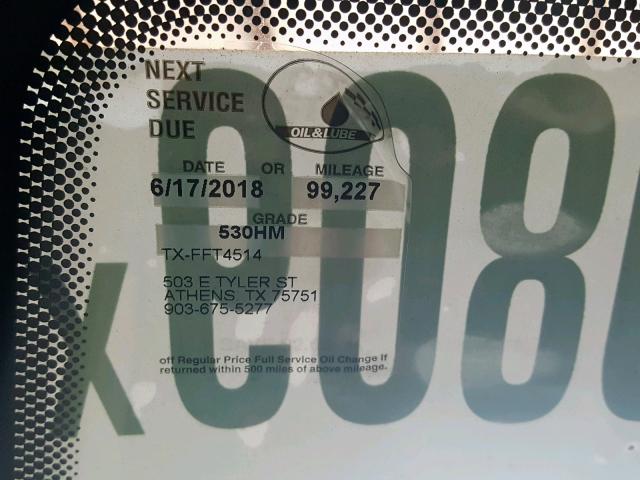 NEXT
SERVICE
DUE
OIL & LUBE
DATE OR MILEAGE
6/17/2018 99,227
GRADE
530HM
TX-FFT4514
503 E TYLER ST
ATHENS TX 75751
903-675-5277
off Regular Price Full Service Oil Change If
returned within 500 miles of above mileage.